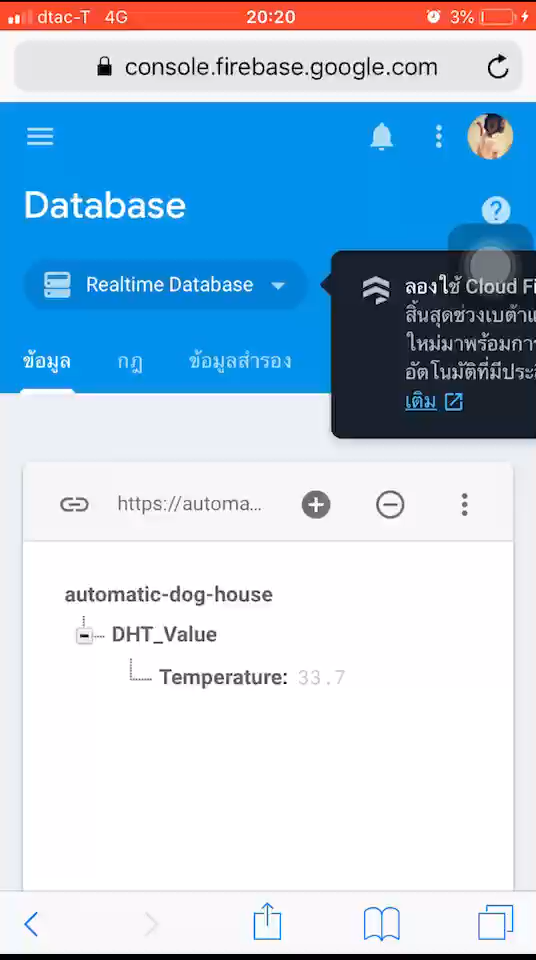 dtac-T 4G 20:20 3%
console.firebase.google.com
Database
?
Realtime Database
ลองใช้ Cloud Fi
สิ้นสุดช่วงเบต้าแ
ใหม่มาพร้อมการ
อัตโนมัติที่มีประสิ
เติม
ข้อมูล กฎ ข้อมูลสำรอง
https://automa...
automatic-dog-house
DHT_Value
Temperature: 33.7